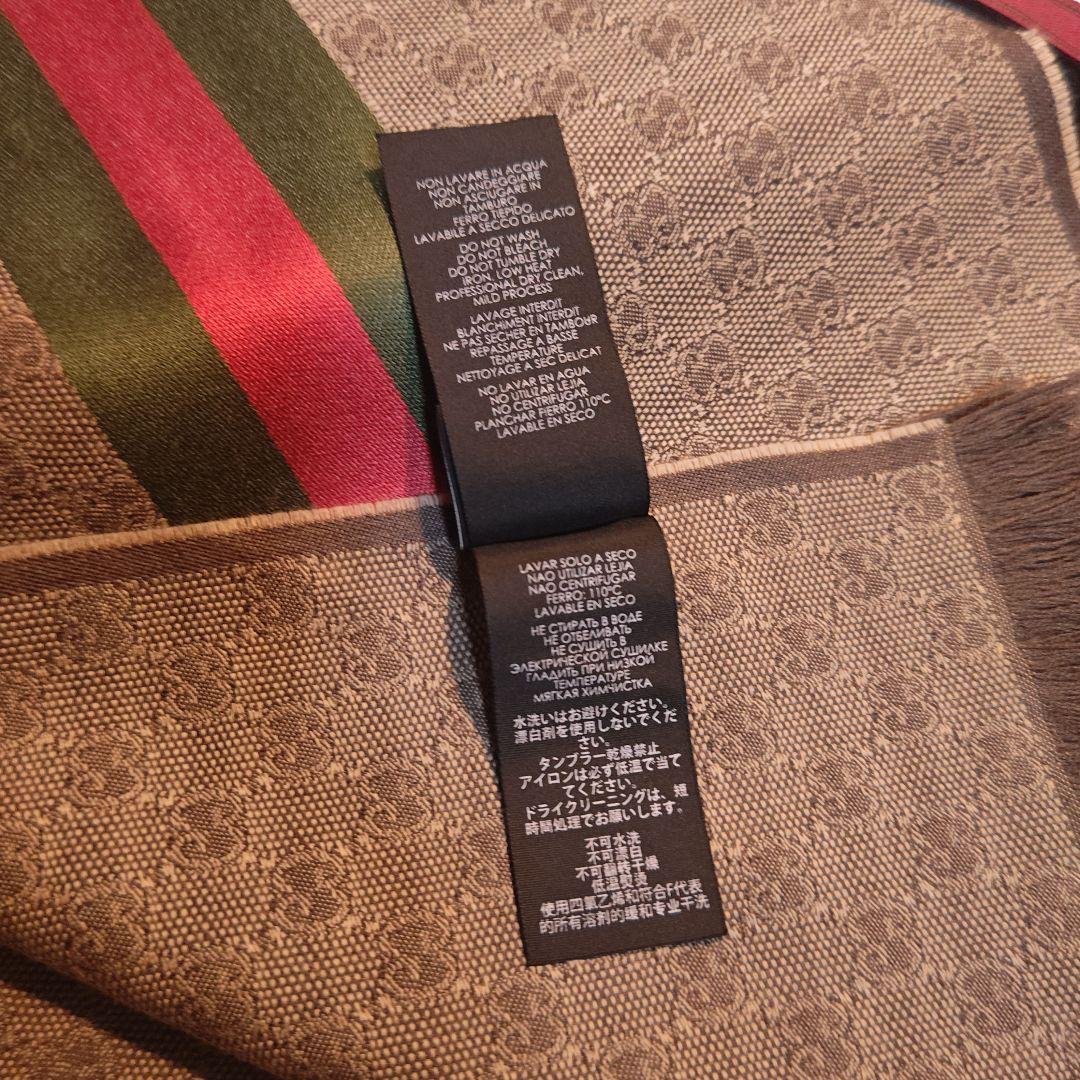 NON LAVARE IN ACQUA
NON CANDEGGIARE
NON ASCIUGARE IN
TAMBURO
FERRO TIEPIDO
LAVABILE A SECCO DELICATO
DO NOT WASH
DO NOT BLEACH
DO NOT TUMBLE DRY
IRON, LOW HEAT
PROFESSIONAL DRY CLEAN,
MILD PROCESS
LAVAGE INTERDIT
BLANCHIMENT INTERDIT
NE PAS SECHER EN TAMBOUR
REPASSAGE A BASSE
TEMPERATURE
NETTOYAGE A SEC DELICAT
NO LAVAR EN AGUA
NO UTILIZAR LEJIA
NO CENTRIFUGAR
PLANCHAR FIERRO 110°C
LAVABLE EN SECO
LAVAR SOLO A SECO
NAO UTILIZAR LEJIA
NAO CENTRIFUGAR
FERRO: 110°C
LAVABLE EN SECO
НЕ СТИРАТЬ В ВОДЕ
НЕ ОТБЕЛИВАТЬ
НЕ СУШИТЬ В
ЭЛЕКТРИЧЕСКОЙ СУШИЛКЕ
ГЛАДИТЬ ПРИ НИЗКОЙ
ТЕМПЕРАТУРЕ
МЯГКАЯ ХИМЧИСТКА
水洗いはお避けください。
漂白剤を使用しないでくだ
さい。
タンブラー乾燥禁止
アイロンは必ず低温で当て
てください。
ドライクリーニングは、短
時間処理でお願いします。
不可水洗
不可漂白
不可翻转干燥
低温熨烫
使用四氯乙烯和符合F代表
的所有溶剂的缓和专业干洗